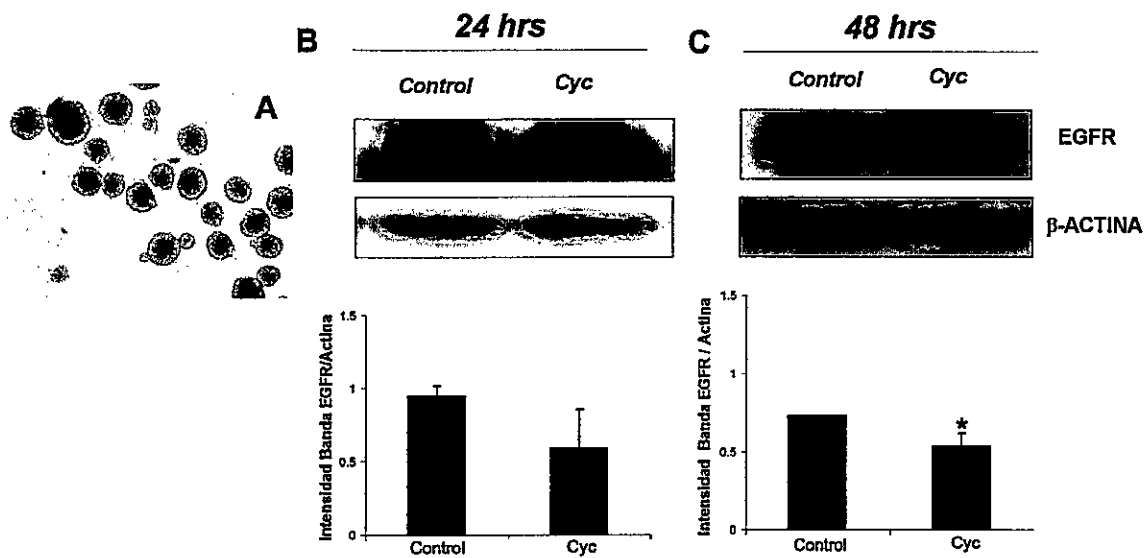 A
B
24 hrs
Control
Cyc
C
48 hrs
Control
Cyc
EGFR
β-ACTINA
Intensidad Banda EGFR/Actina
1.5
1
0.5
0
Control
Cyc
Intensidad Banda EGFR / Actina
1.5
1
0.5
0
*
Control
Cyc